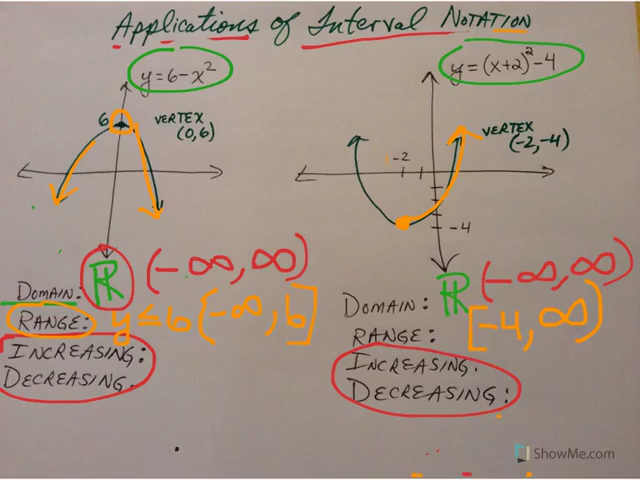 Applications of Interval Notation
y = 6 - x²
6
VERTEX
(0,6)
Domain: ℝ (-∞, ∞)
RANGE: y ≤ 6 (-∞, 6]
INCREASING:
DECREASING.
y = (x+2)² - 4
VERTEX
(-2,-4)
-2
-4
DOMAIN: ℝ (-∞, ∞)
RANGE: [-4, ∞)
INCREASING.
DECREASING:
ShowMe.com